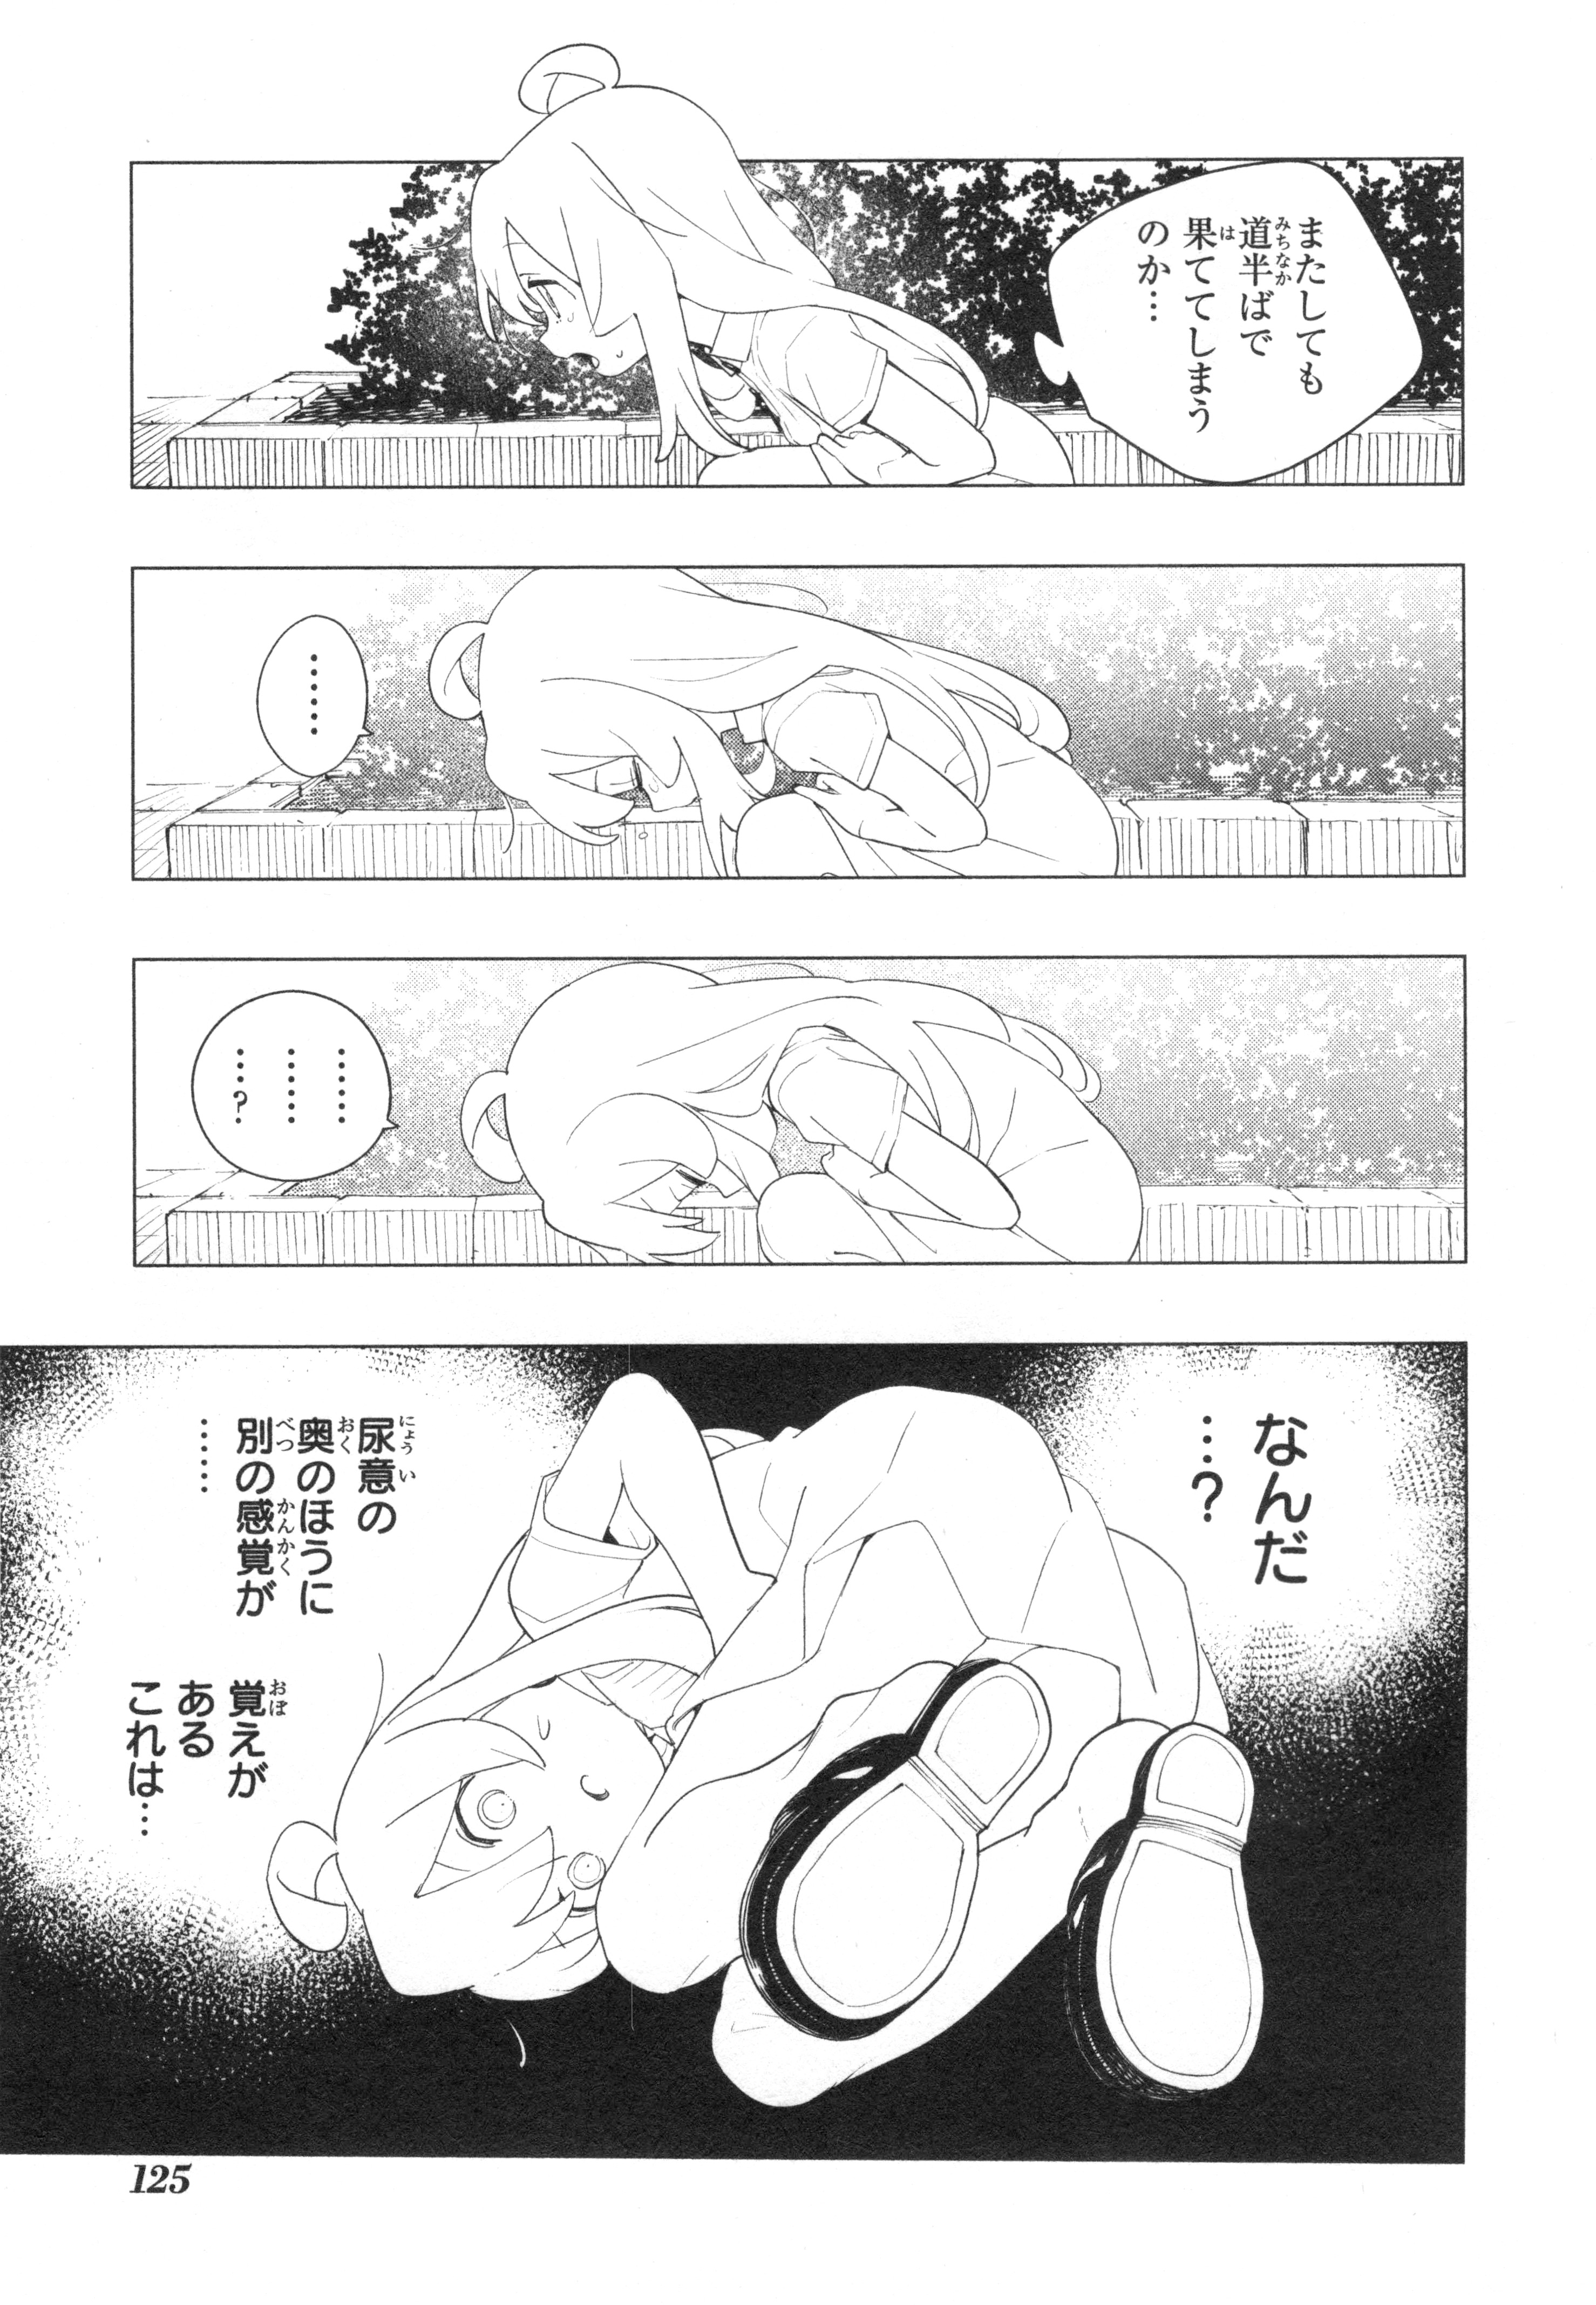 またしても
道半ばで
果ててしまう
のか…
……
……
……
……?
なんだ
…?
尿意の
奥のほうに
別の感覚が
……
覚えが
ある
これは…
125